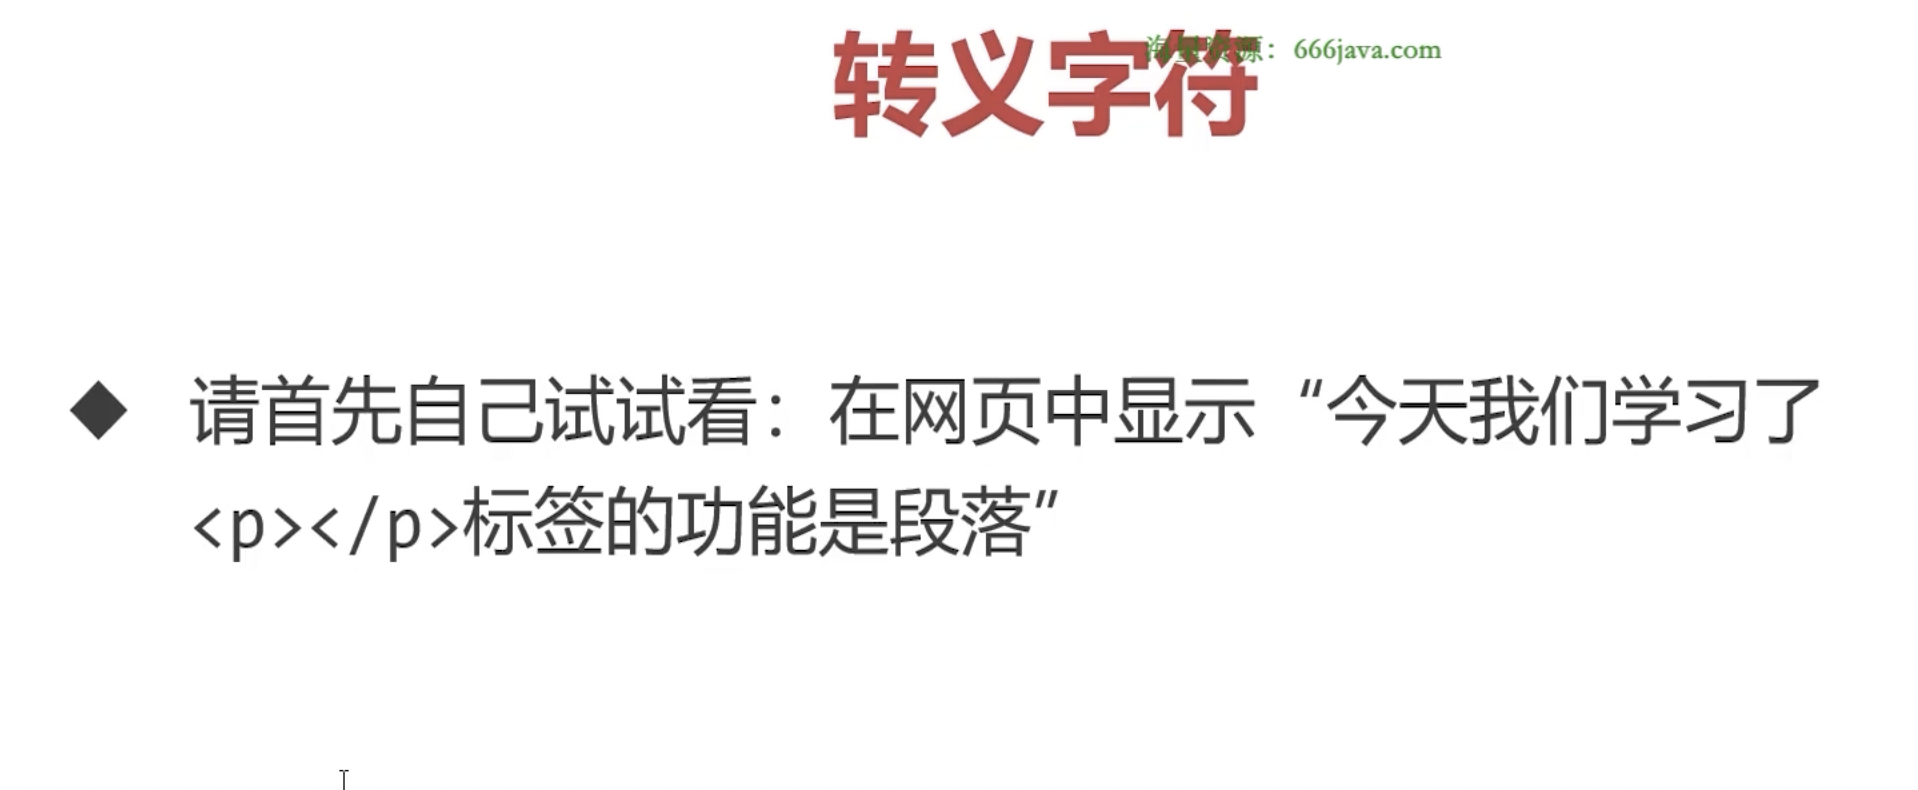 转义字符
海量资源：666java.com
◆ 请首先自己试试看：在网页中显示“今天我们学习了
<p></p>标签的功能是段落”